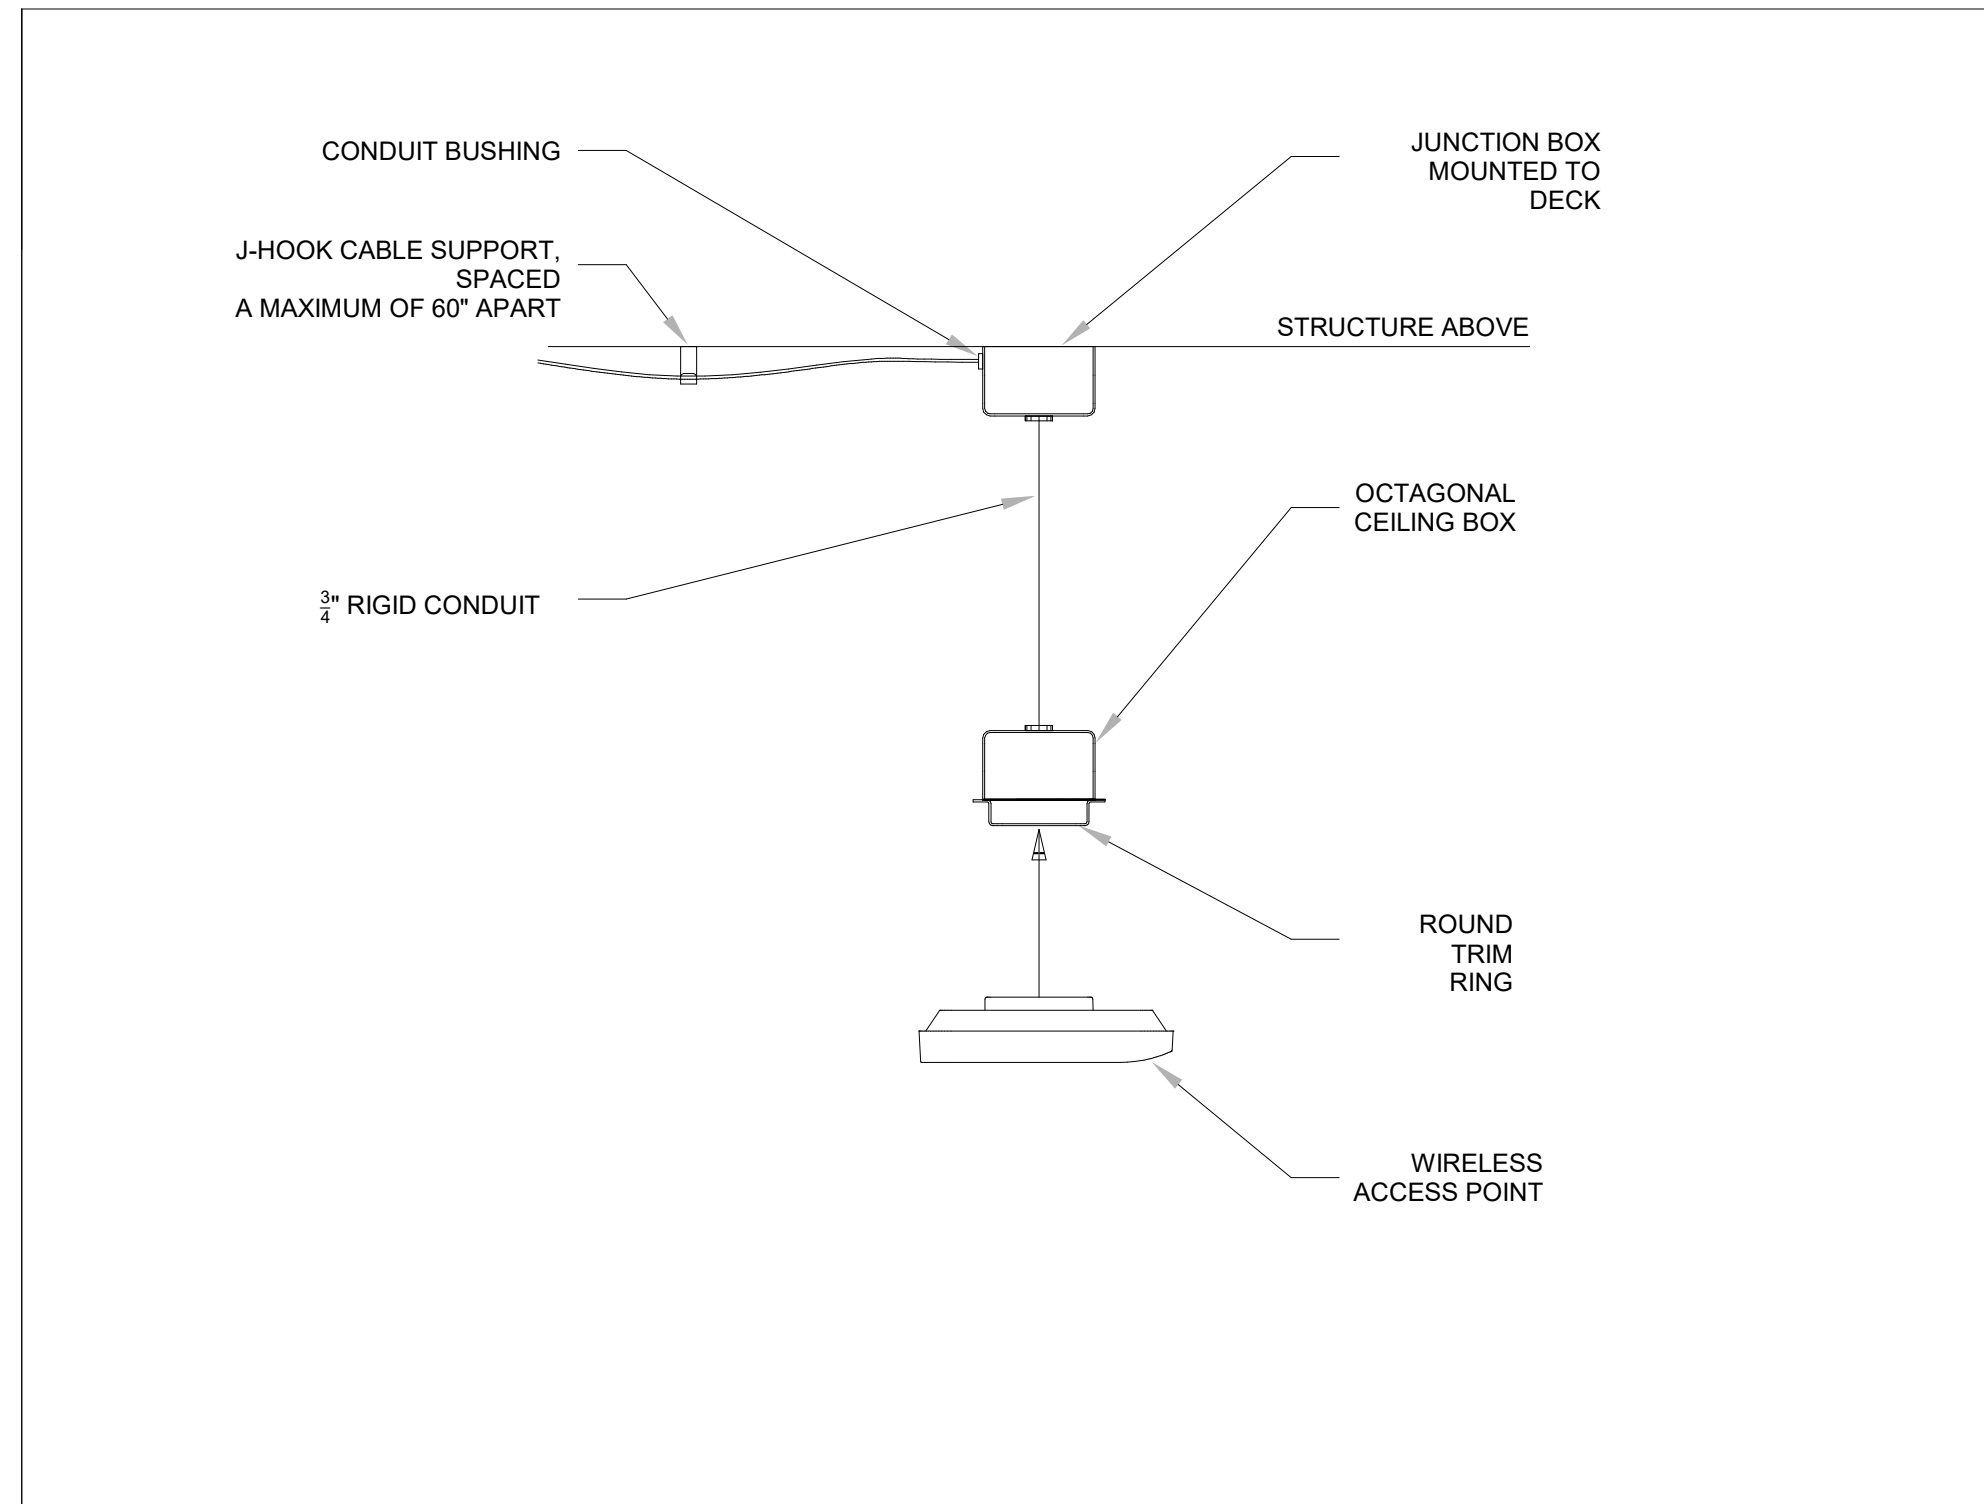 CONDUIT BUSHING
JUNCTION BOX
MOUNTED TO
DECK
J-HOOK CABLE SUPPORT,
SPACED
A MAXIMUM OF 60" APART
STRUCTURE ABOVE
OCTAGONAL
CEILING BOX
3/4" RIGID CONDUIT
ROUND
TRIM
RING
WIRELESS
ACCESS POINT